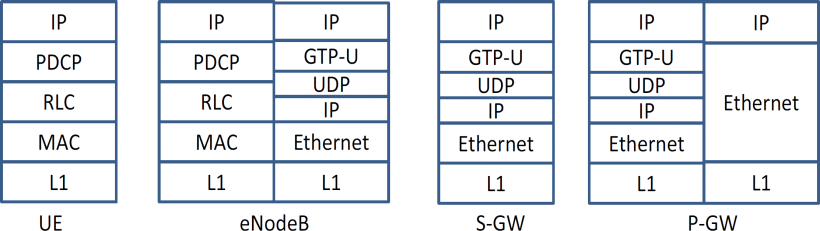 IP
PDCP
RLC
MAC
L1
UE
IP
PDCP
RLC
MAC
L1
IP
GTP-U
UDP
IP
Ethernet
L1
eNodeB
IP
GTP-U
UDP
IP
Ethernet
L1
S-GW
IP
GTP-U
UDP
IP
Ethernet
L1
IP
Ethernet
L1
P-GW